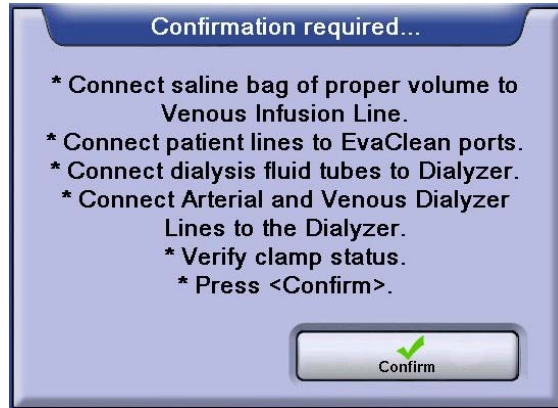 Confirmation required...
* Connect saline bag of proper volume to
Venous Infusion Line.
* Connect patient lines to EvaClean ports.
* Connect dialysis fluid tubes to Dialyzer.
* Connect Arterial and Venous Dialyzer
Lines to the Dialyzer.
* Verify clamp status.
* Press <Confirm>.
Confirm